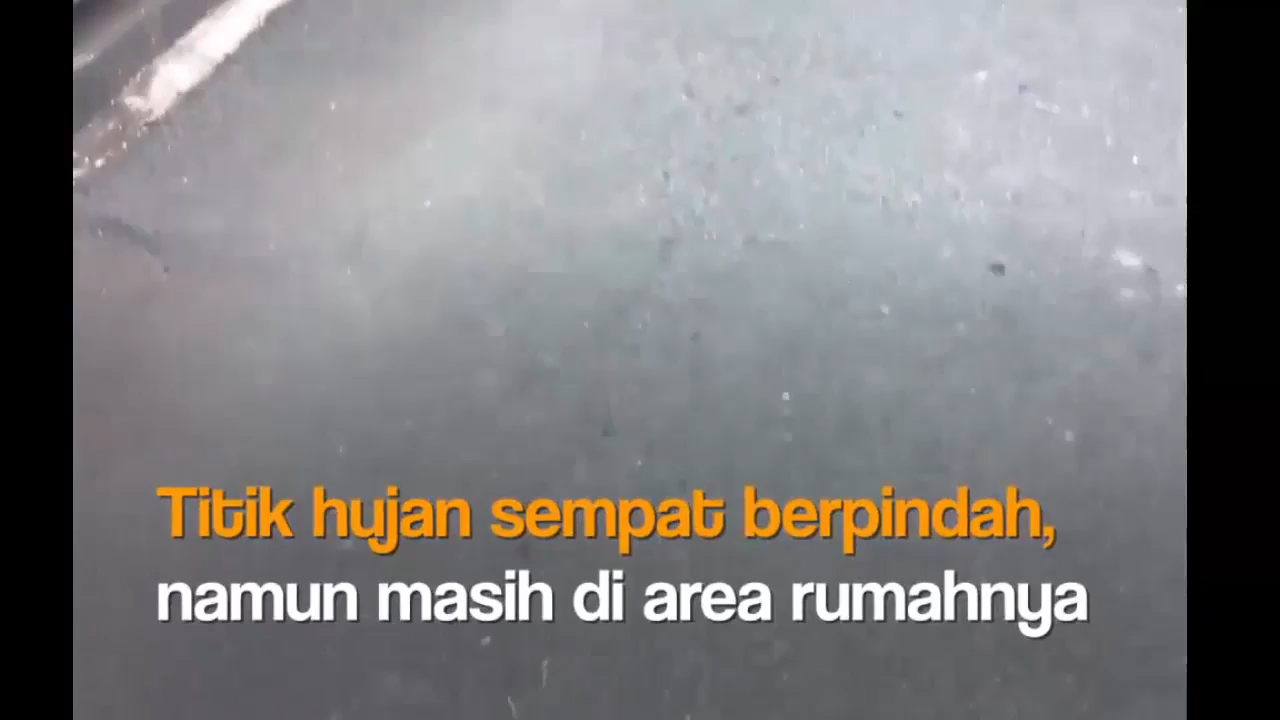 Titik hujan sempat berpindah,
namun masih di area rumahnya